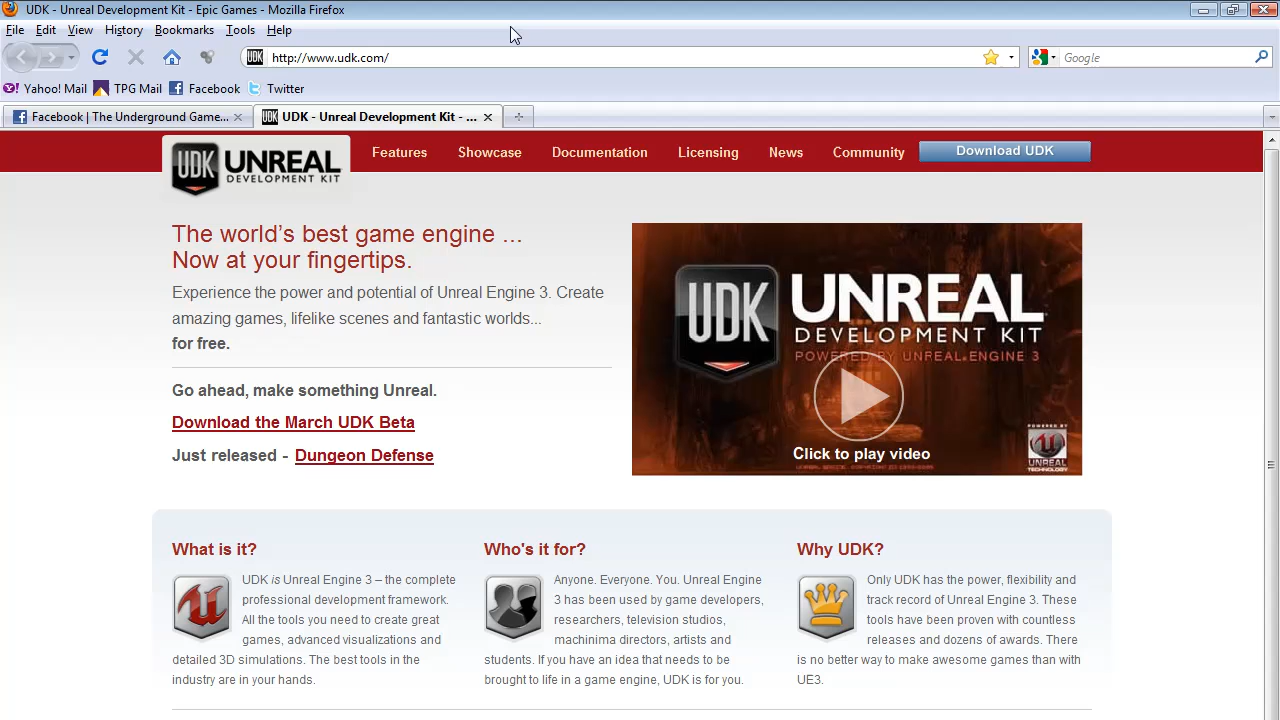 UDK - Unreal Development Kit - Epic Games - Mozilla Firefox
File Edit View History Bookmarks Tools Help
UDK http://www.udk.com/ Google
Yahoo! Mail TPG Mail Facebook Twitter
Facebook | The Underground Game... UDK - Unreal Development Kit - ...
UDK UNREAL
DEVELOPMENT KIT
Features Showcase Documentation Licensing News Community Download UDK
The world's best game engine ...
Now at your fingertips.
Experience the power and potential of Unreal Engine 3. Create
amazing games, lifelike scenes and fantastic worlds...
for free.
Go ahead, make something Unreal.
Download the March UDK Beta
Just released - Dungeon Defense
UDK UNREAL
DEVELOPMENT KIT
POWERED BY UNREAL ENGINE 3
Click to play video
POWERED BY
UNREAL
TECHNOLOGY
What is it?
UDK is Unreal Engine 3 – the complete
professional development framework.
All the tools you need to create great
games, advanced visualizations and
detailed 3D simulations. The best tools in the
industry are in your hands.
Who's it for?
Anyone. Everyone. You. Unreal Engine
3 has been used by game developers,
researchers, television studios,
machinima directors, artists and
students. If you have an idea that needs to be
brought to life in a game engine, UDK is for you.
Why UDK?
Only UDK has the power, flexibility and
track record of Unreal Engine 3. These
tools have been proven with countless
releases and dozens of awards. There
is no better way to make awesome games than with
UE3.